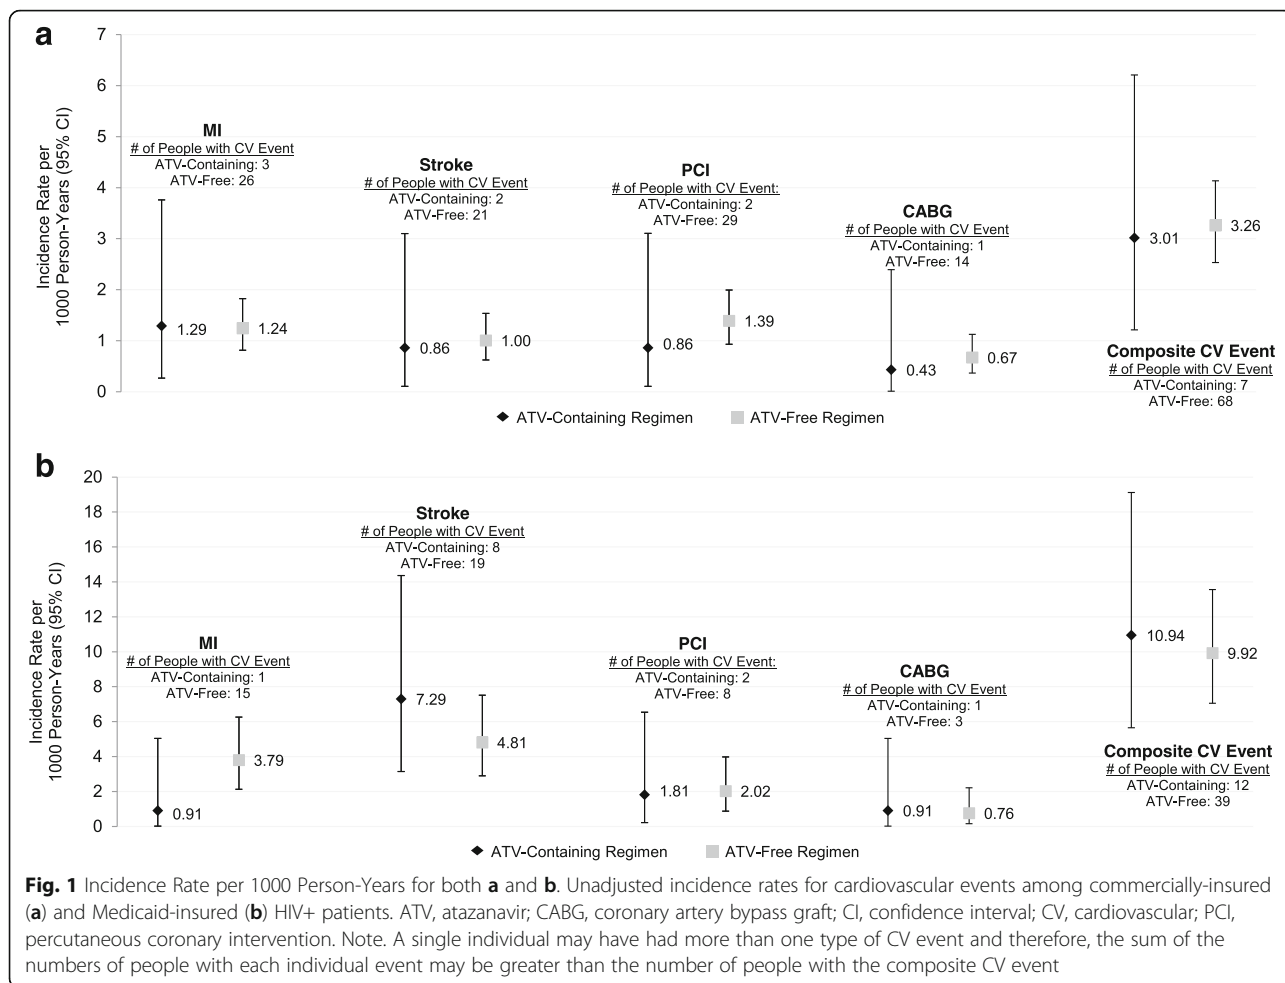 a
7
6
5
4
3
2
1
0
Incidence Rate per
1000 Person-Years (95% CI)
MI
# of People with CV Event
ATV-Containing: 3
ATV-Free: 26
1.29
1.24
Stroke
# of People with CV Event
ATV-Containing: 2
ATV-Free: 21
0.86
1.00
PCI
# of People with CV Event:
ATV-Containing: 2
ATV-Free: 29
0.86
1.39
CABG
# of People with CV Event
ATV-Containing: 1
ATV-Free: 14
0.43
0.67
3.01
3.26
Composite CV Event
# of People with CV Event
ATV-Containing: 7
ATV-Free: 68
ATV-Containing Regimen
ATV-Free Regimen
b
20
18
16
14
12
10
8
6
4
2
0
Incidence Rate per
1000 Person-Years (95% CI)
MI
# of People with CV Event
ATV-Containing: 1
ATV-Free: 15
0.91
3.79
Stroke
# of People with CV Event
ATV-Containing: 8
ATV-Free: 19
7.29
4.81
PCI
# of People with CV Event:
ATV-Containing: 2
ATV-Free: 8
1.81
2.02
CABG
# of People with CV Event
ATV-Containing: 1
ATV-Free: 3
0.91
0.76
10.94
9.92
Composite CV Event
# of People with CV Event
ATV-Containing: 12
ATV-Free: 39
ATV-Containing Regimen
ATV-Free Regimen
Fig. 1 Incidence Rate per 1000 Person-Years for both a and b. Unadjusted incidence rates for cardiovascular events among commercially-insured
(a) and Medicaid-insured (b) HIV+ patients. ATV, atazanavir; CABG, coronary artery bypass graft; CI, confidence interval; CV, cardiovascular; PCI,
percutaneous coronary intervention. Note. A single individual may have had more than one type of CV event and therefore, the sum of the
numbers of people with each individual event may be greater than the number of people with the composite CV event